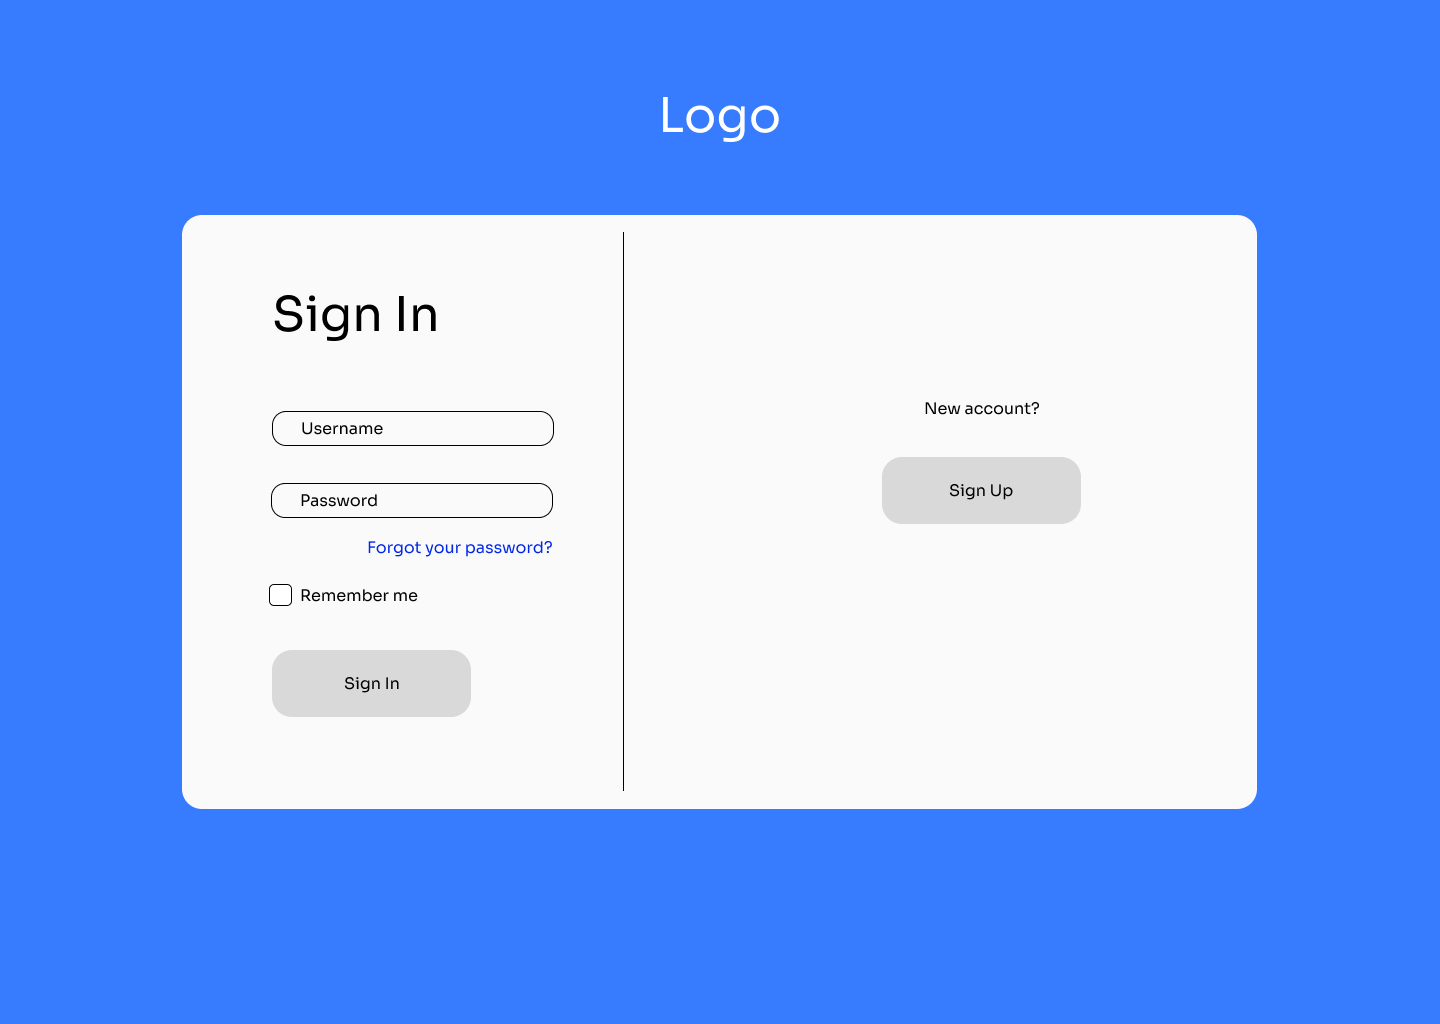 Logo
Sign In
Username
Password
Forgot your password?
Remember me
Sign In
New account?
Sign Up